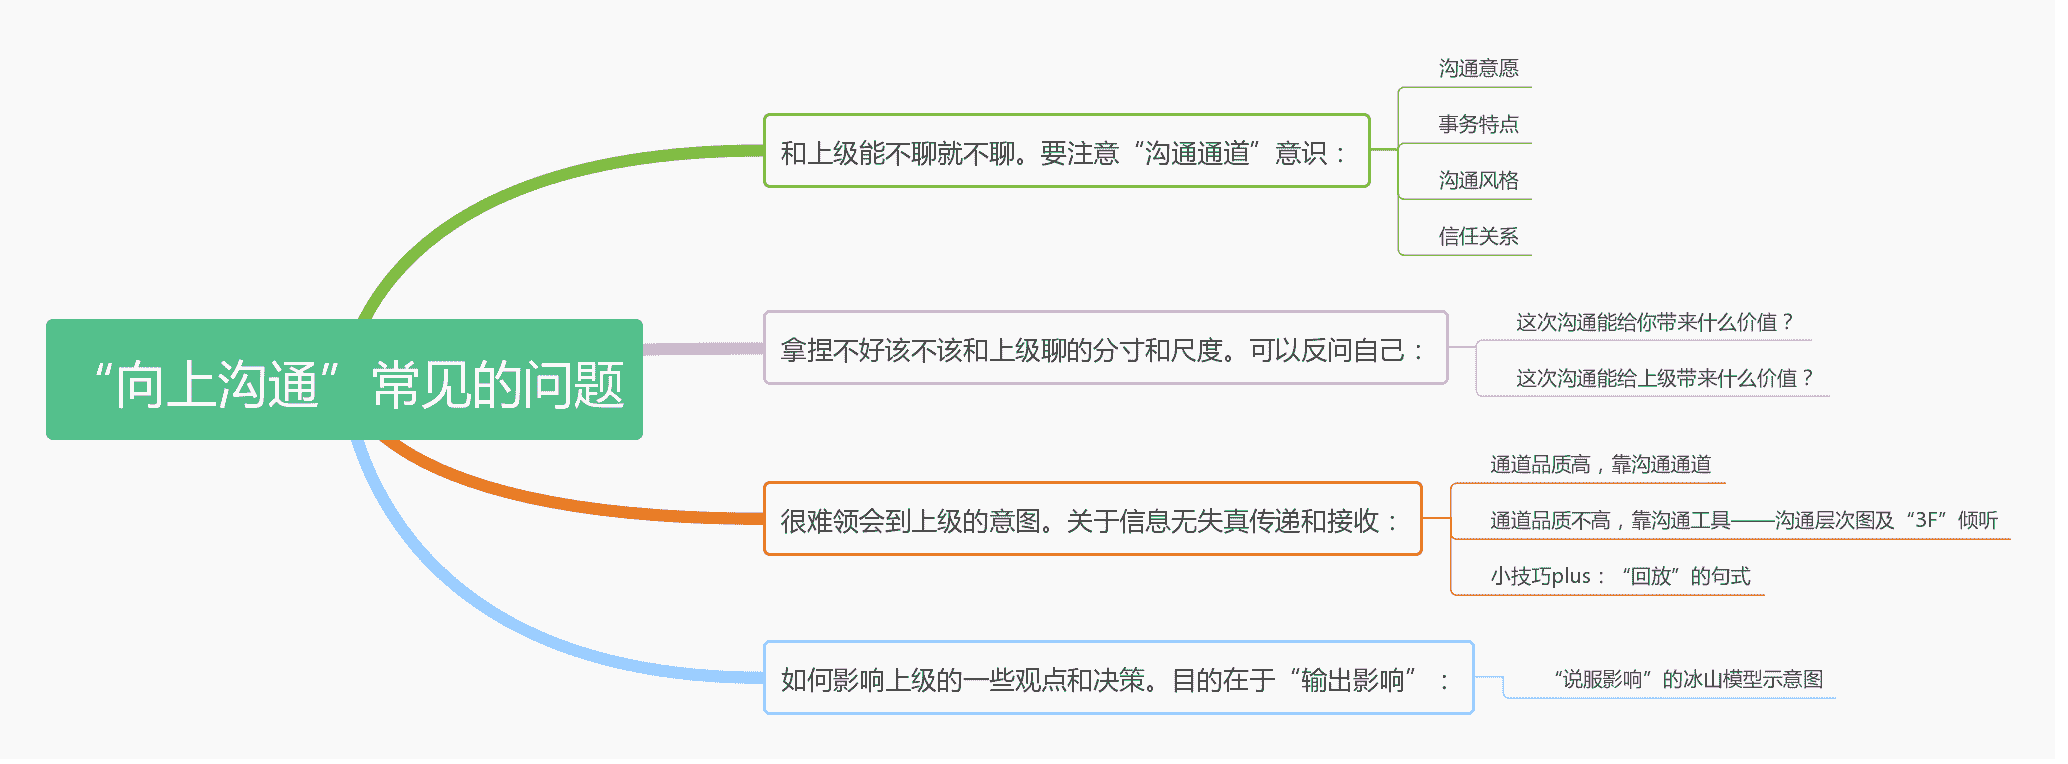 “向上沟通”常见的问题
和上级能不聊就不聊。要注意“沟通通道”意识：
沟通意愿
事务特点
沟通风格
信任关系
拿捏不好该不该和上级聊的分寸和尺度。可以反问自己：
这次沟通能给你带来什么价值？
这次沟通能给上级带来什么价值？
很难领会到上级的意图。关于信息无失真传递和接收：
通道品质高，靠沟通通道
通道品质不高，靠沟通工具——沟通层次图及“3F”倾听
小技巧plus：“回放”的句式
如何影响上级的一些观点和决策。目的在于“输出影响”：
“说服影响”的冰山模型示意图